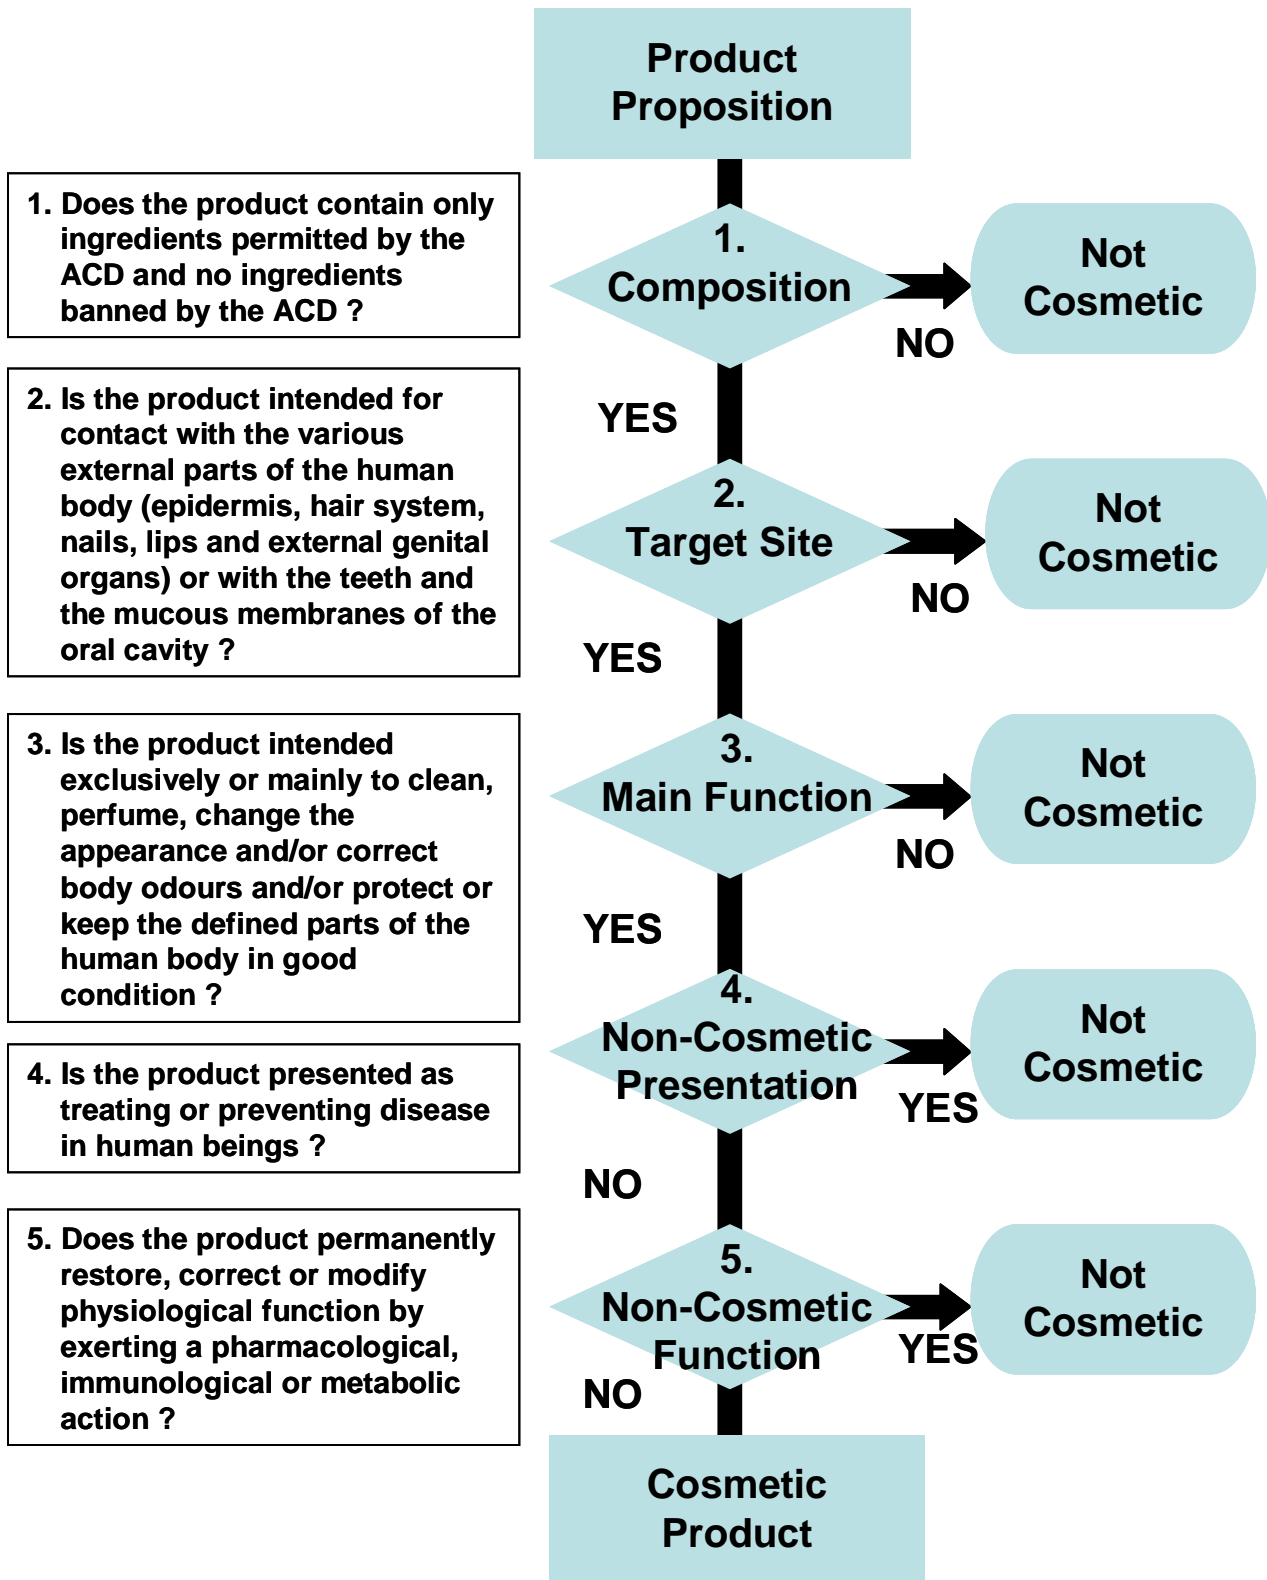 Product
Proposition
1. Does the product contain only
ingredients permitted by the
ACD and no ingredients
banned by the ACD ?
1.
Composition
NO
Not
Cosmetic
YES
2. Is the product intended for
contact with the various
external parts of the human
body (epidermis, hair system,
nails, lips and external genital
organs) or with the teeth and
the mucous membranes of the
oral cavity ?
2.
Target Site
NO
Not
Cosmetic
YES
3. Is the product intended
exclusively or mainly to clean,
perfume, change the
appearance and/or correct
body odours and/or protect or
keep the defined parts of the
human body in good
condition ?
3.
Main Function
NO
Not
Cosmetic
YES
4. Is the product presented as
treating or preventing disease
in human beings ?
4.
Non-Cosmetic
Presentation
YES
Not
Cosmetic
NO
5. Does the product permanently
restore, correct or modify
physiological function by
exerting a pharmacological,
immunological or metabolic
action ?
5.
Non-Cosmetic
Function
YES
Not
Cosmetic
NO
Cosmetic
Product